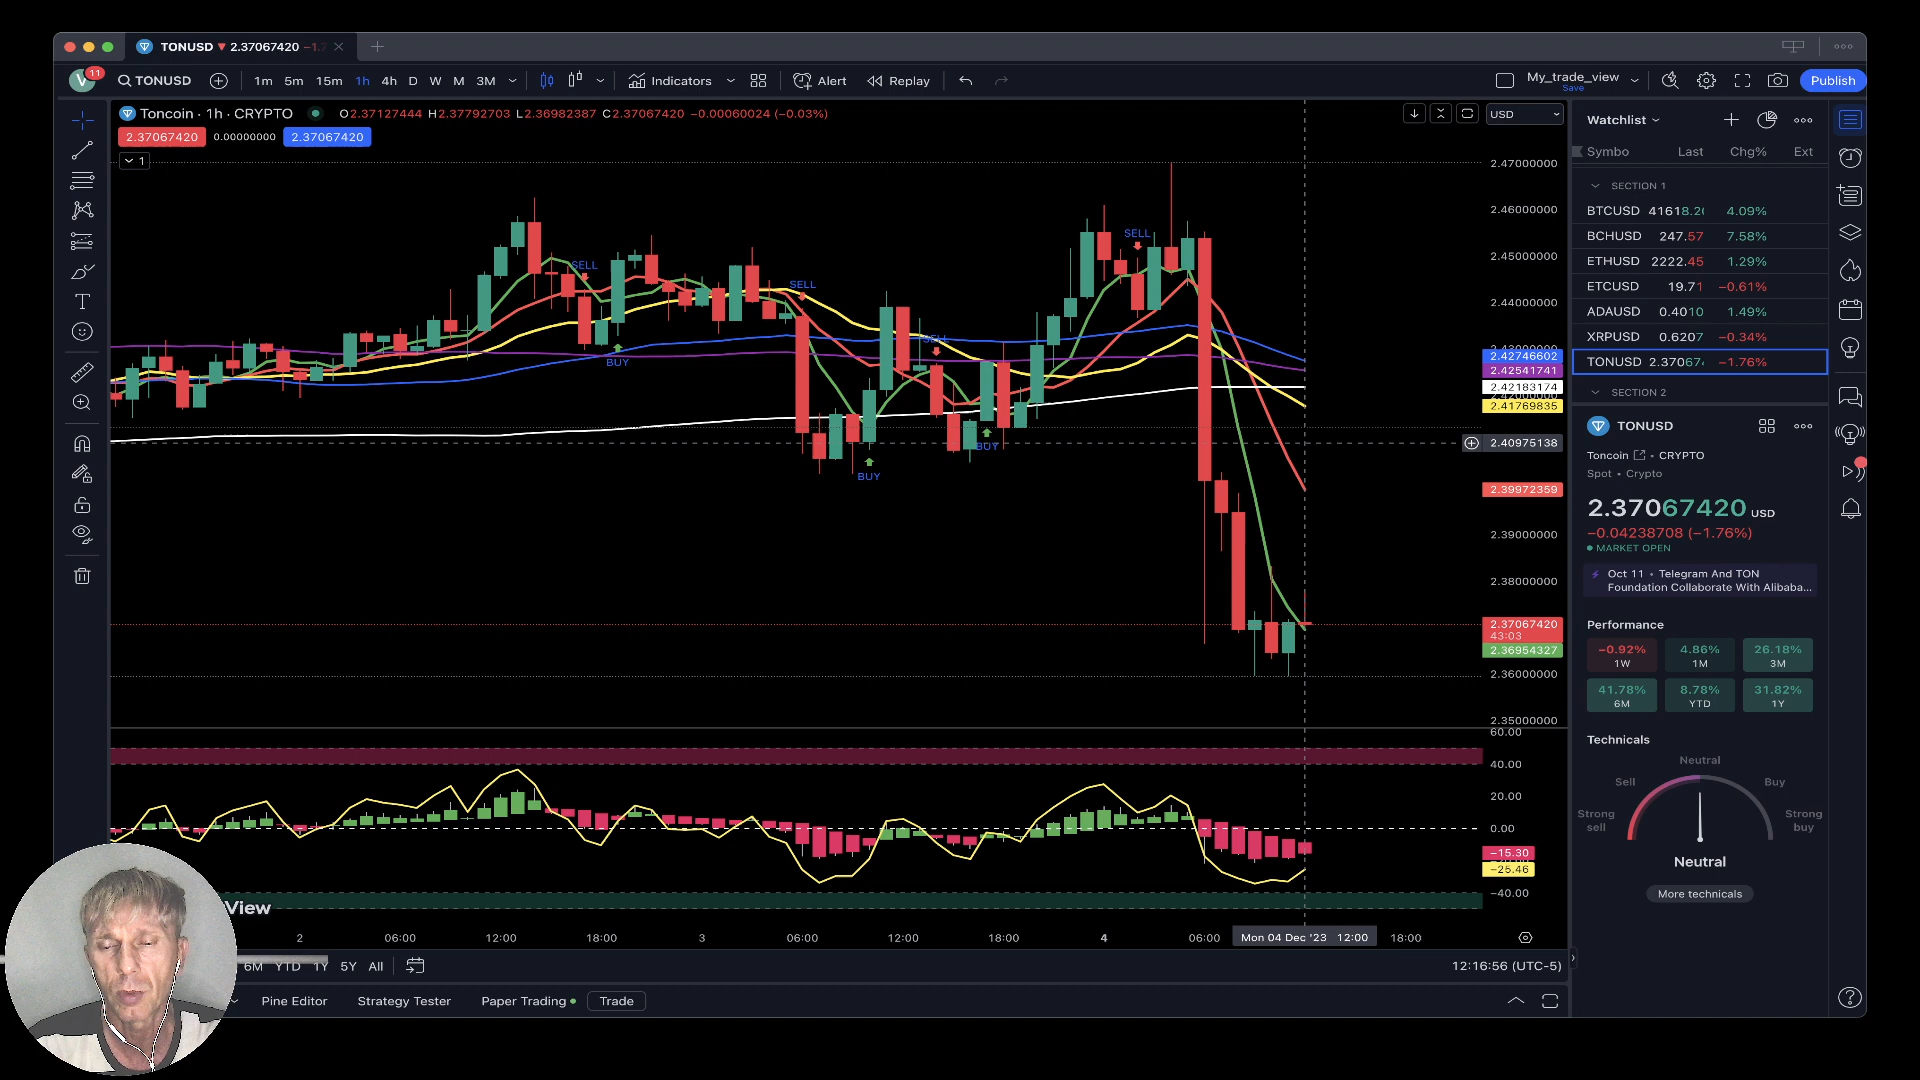 TONUSD ▼ 2.37067420 −1.7
V 11 TONUSD 1m 5m 15m 1h 4h D W M 3M Indicators Alert Replay My_trade_view Save Publish
Toncoin · 1h · CRYPTO O2.37127444 H2.37792703 L2.36982387 C2.37067420 −0.00060024 (−0.03%)
USD
2.37067420 0.00000000 2.37067420
1
2.47000000
2.46000000
2.45000000
2.44000000
2.42746602
2.42541741
2.42183174
2.41769835
2.40975138
2.39972359
2.39000000
2.38000000
2.37067420
43:03
2.36954327
2.36000000
2.35000000
SELL
SELL
SELL
BUY
BUY
BUY
60.00
40.00
20.00
0.00
−15.30
−25.46
−40.00
View
2 06:00 12:00 18:00 3 06:00 12:00 18:00 4 06:00 Mon 04 Dec '23 12:00 18:00
6M YTD 1Y 5Y All
12:16:56 (UTC-5)
Pine Editor Strategy Tester Paper Trading Trade
Watchlist
Symbo Last Chg% Ext
SECTION 1
BTCUSD 41618.2 4.09%
BCHUSD 247.57 7.58%
ETHUSD 2222.45 1.29%
ETCUSD 19.71 −0.61%
ADAUSD 0.4010 1.49%
XRPUSD 0.6207 −0.34%
TONUSD 2.3706 −1.76%
SECTION 2
TONUSD
Toncoin • CRYPTO
Spot • Crypto
2.37067420 USD
−0.04238708 (−1.76%)
MARKET OPEN
Oct 11 • Telegram And TON
Foundation Collaborate With Alibaba...
Performance
−0.92% 4.86% 26.18%
1W 1M 3M
41.78% 8.78% 31.82%
6M YTD 1Y
Technicals
Neutral
Sell Buy
Strong sell Strong buy
Neutral
More technicals